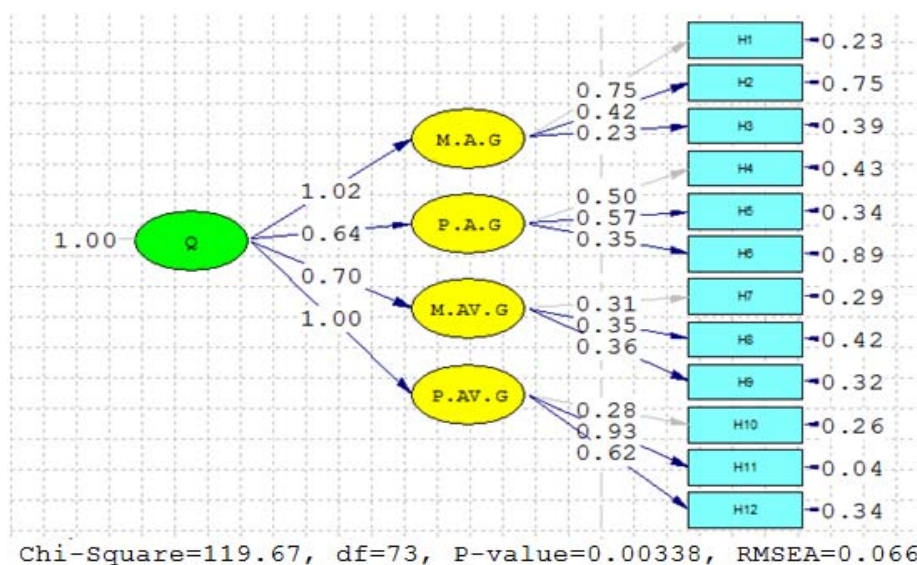 H1 0.23
0.75 H2 0.75
0.42
M.A.G 0.23 H3 0.39
H4 0.43
1.02 0.50
P.A.G 0.57 H5 0.34
1.00 Q 0.64 0.35 H6 0.89
0.70 H7 0.29
M.AV.G 0.31
1.00 0.35 H8 0.42
0.36 H9 0.32
P.AV.G 0.28 H10 0.26
0.93
0.62 H11 0.04
H12 0.34
Chi-Square=119.67, df=73, P-value=0.00338, RMSEA=0.066